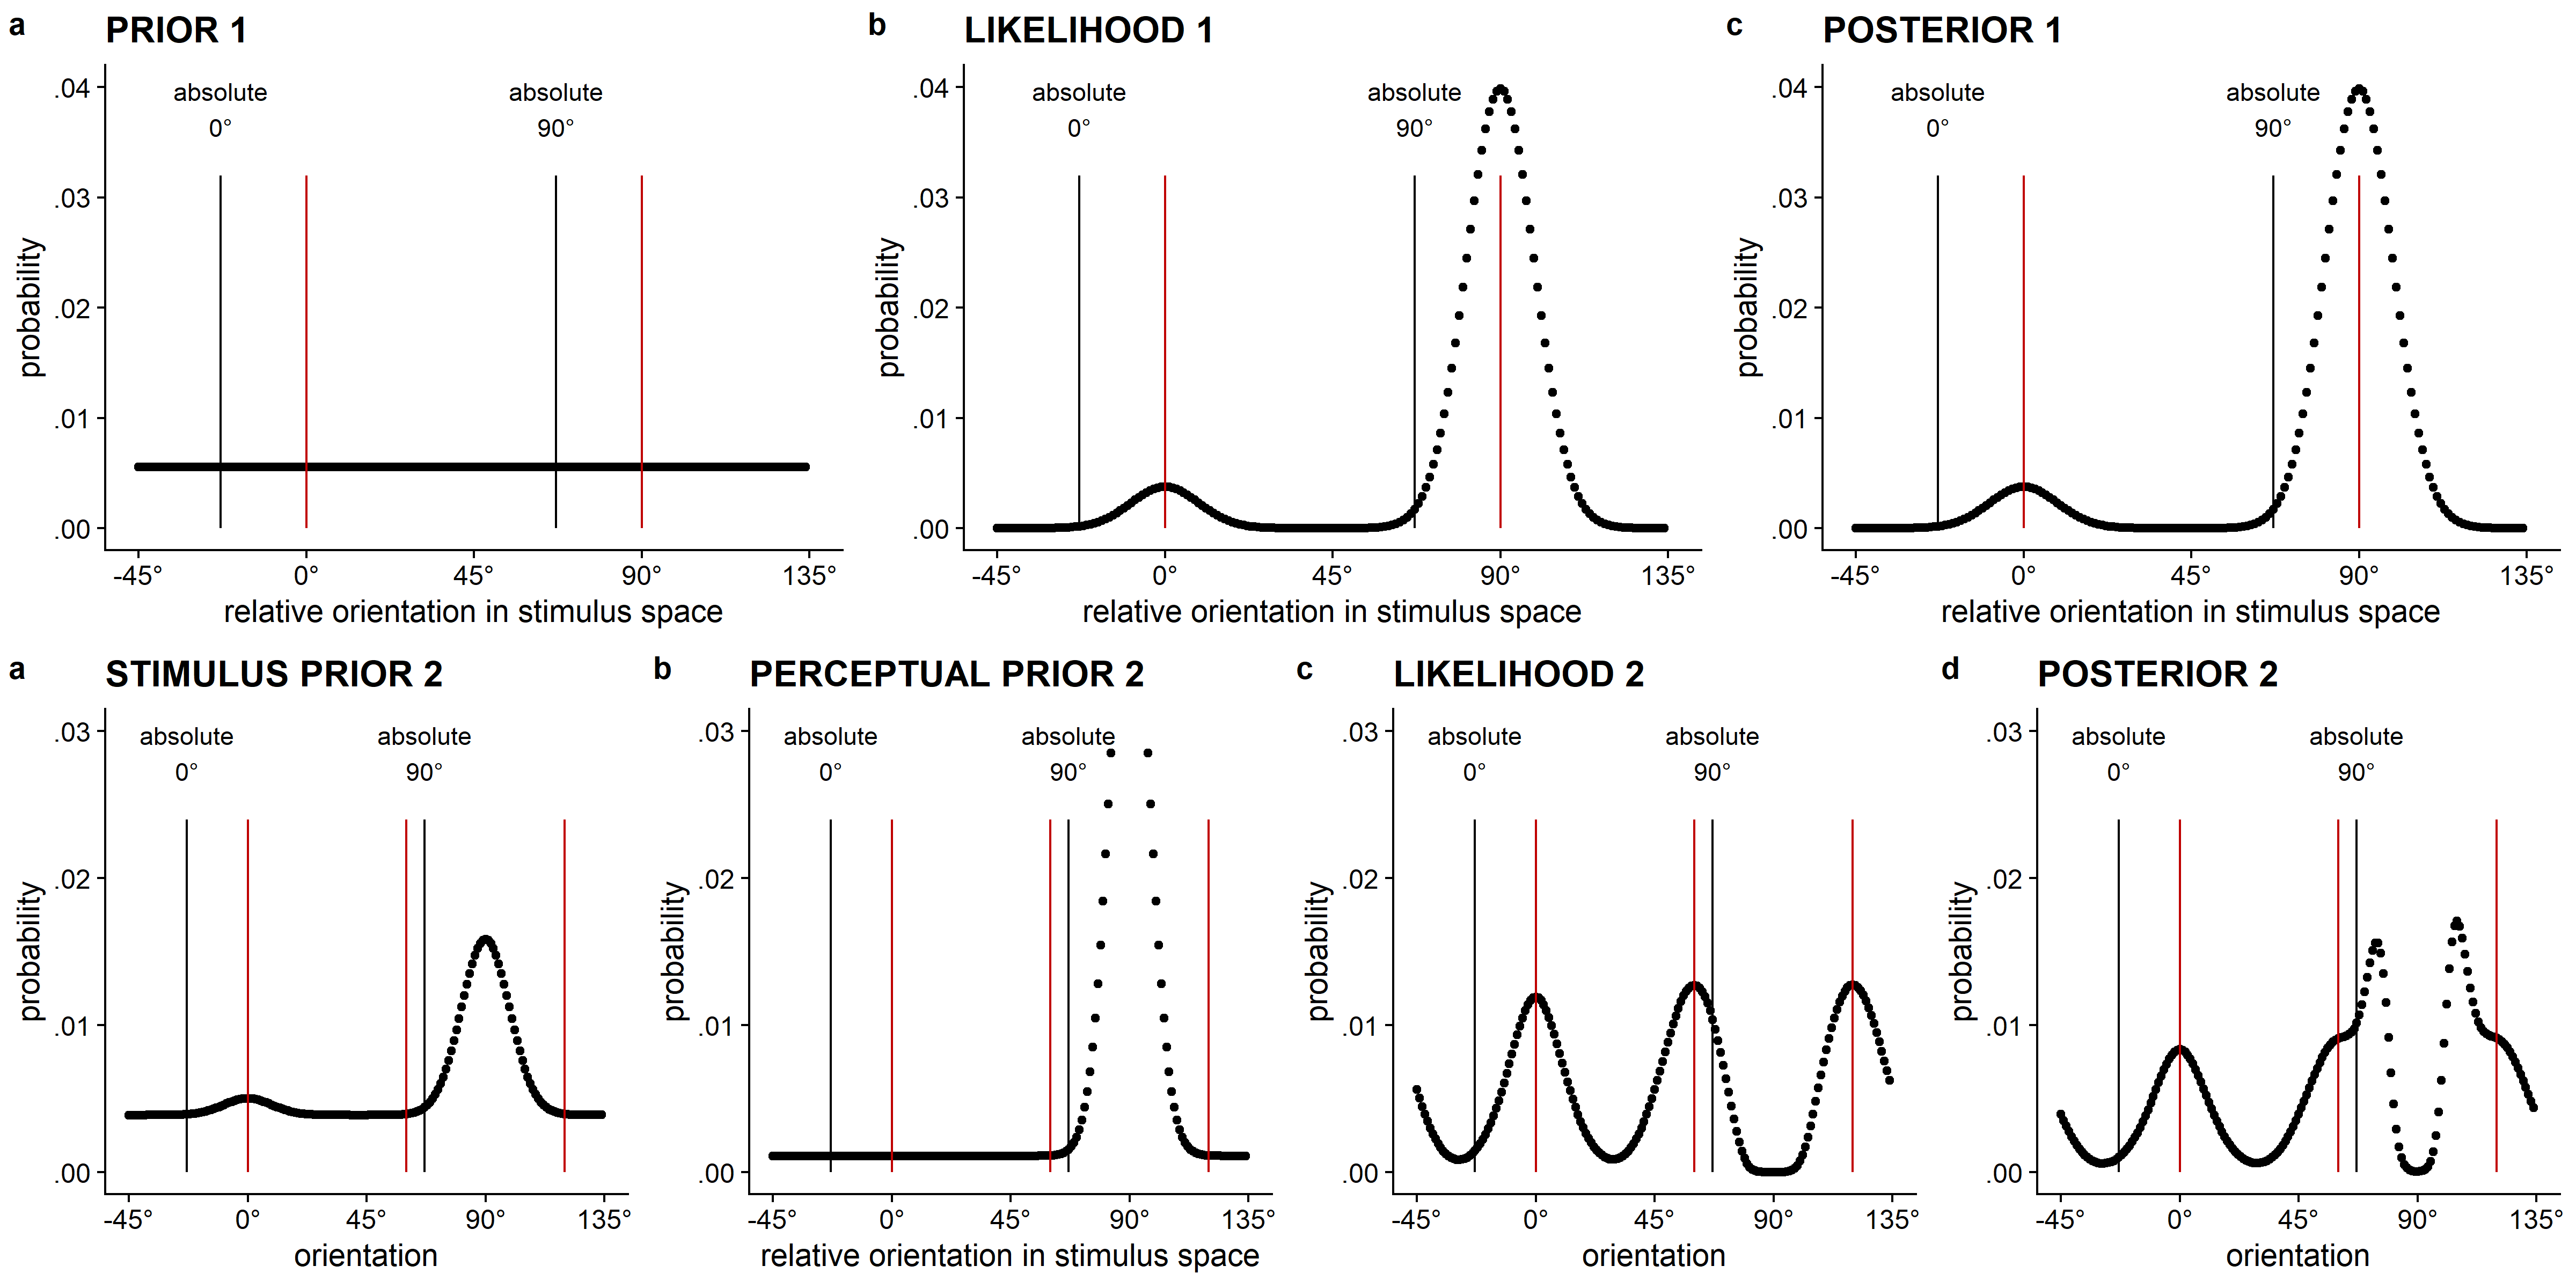 a PRIOR 1
absolute 0°
absolute 90°
.04
.03
.02
.01
.00
probability
-45° 0° 45° 90° 135°
relative orientation in stimulus space
b LIKELIHOOD 1
absolute 0°
absolute 90°
.04
.03
.02
.01
.00
probability
-45° 0° 45° 90° 135°
relative orientation in stimulus space
c POSTERIOR 1
absolute 0°
absolute 90°
.04
.03
.02
.01
.00
probability
-45° 0° 45° 90° 135°
relative orientation in stimulus space
a STIMULUS PRIOR 2
absolute 0°
absolute 90°
.03
.02
.01
.00
probability
-45° 0° 45° 90° 135°
orientation
b PERCEPTUAL PRIOR 2
absolute 0°
absolute 90°
.03
.02
.01
.00
probability
-45° 0° 45° 90° 135°
relative orientation in stimulus space
c LIKELIHOOD 2
absolute 0°
absolute 90°
.03
.02
.01
.00
probability
-45° 0° 45° 90° 135°
orientation
d POSTERIOR 2
absolute 0°
absolute 90°
.03
.02
.01
.00
probability
-45° 0° 45° 90° 135°
orientation